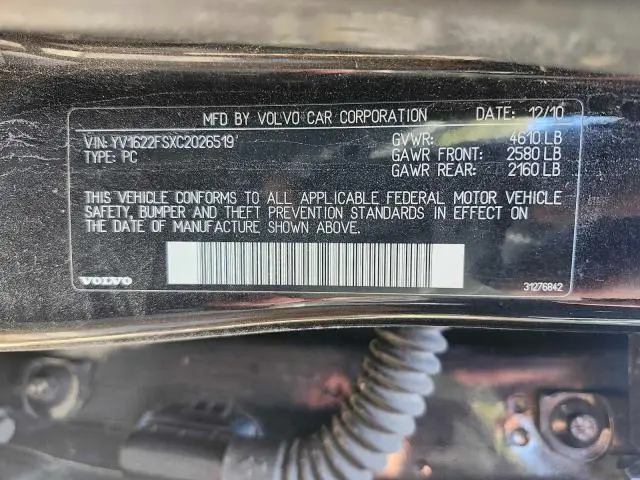 MFD BY VOLVO CAR CORPORATION DATE: 12/10
VIN: YV1622FSXC2026519 GVWR: 4610 LB
TYPE: PC GAWR FRONT: 2580 LB
GAWR REAR: 2160 LB
THIS VEHICLE CONFORMS TO ALL APPLICABLE FEDERAL MOTOR VEHICLE
SAFETY, BUMPER AND THEFT PREVENTION STANDARDS IN EFFECT ON
THE DATE OF MANUFACTURE SHOWN ABOVE.
VOLVO 31276842